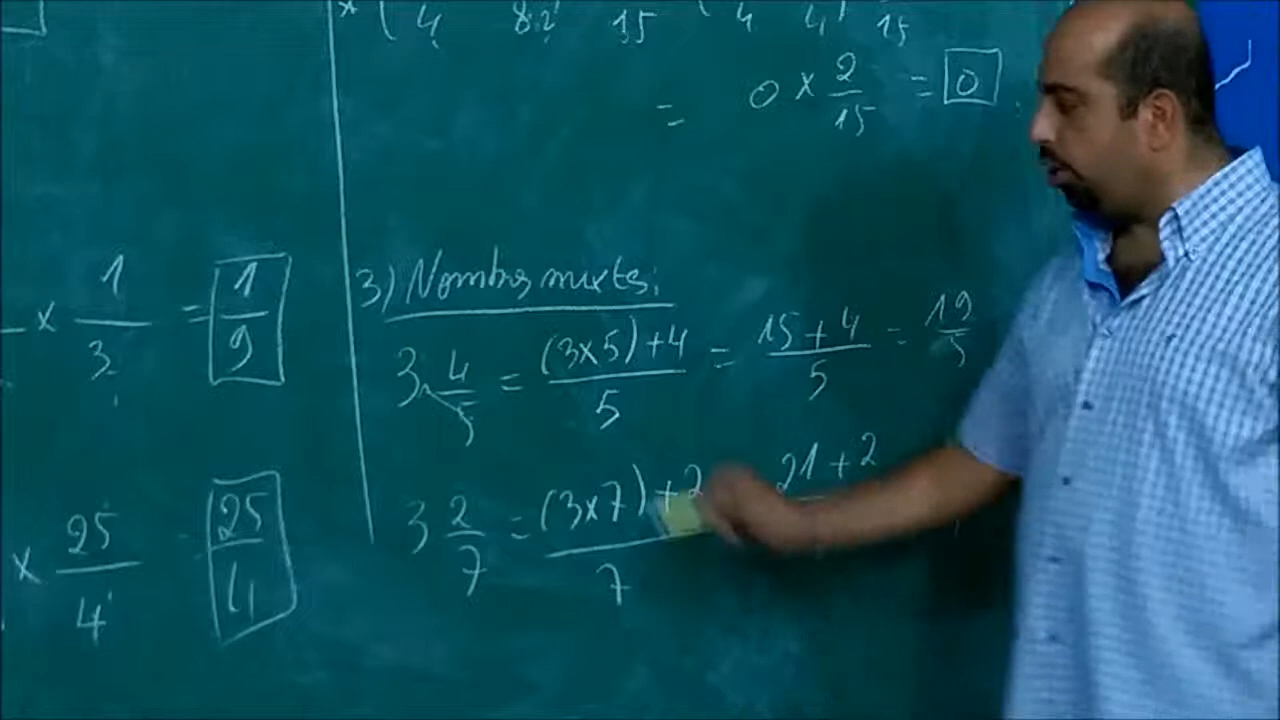 0 × 2/15 = 0
× 1/3 = 1/9
3) Nombres mixtes:
3 4/5 = (3×5)+4/5 = 15+4/5 = 19/5
3 2/7 = (3×7)+2/7 21+2
× 25/4 = 25/4